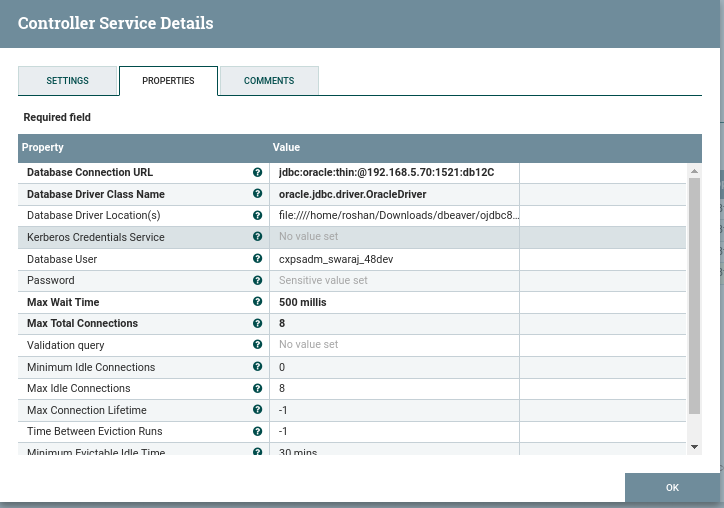 Controller Service Details
SETTINGS PROPERTIES COMMENTS
Required field
Property Value
Database Connection URL jdbc:oracle:thin:@192.168.5.70:1521:db12C
Database Driver Class Name oracle.jdbc.driver.OracleDriver
Database Driver Location(s) file:////home/roshan/Downloads/dbeaver/ojdbc8...
Kerberos Credentials Service No value set
Database User cxpsadm_swaraj_48dev
Password Sensitive value set
Max Wait Time 500 millis
Max Total Connections 8
Validation query No value set
Minimum Idle Connections 0
Max Idle Connections 8
Max Connection Lifetime -1
Time Between Eviction Runs -1
Minimum Evictable Idle Time 30 mins
OK